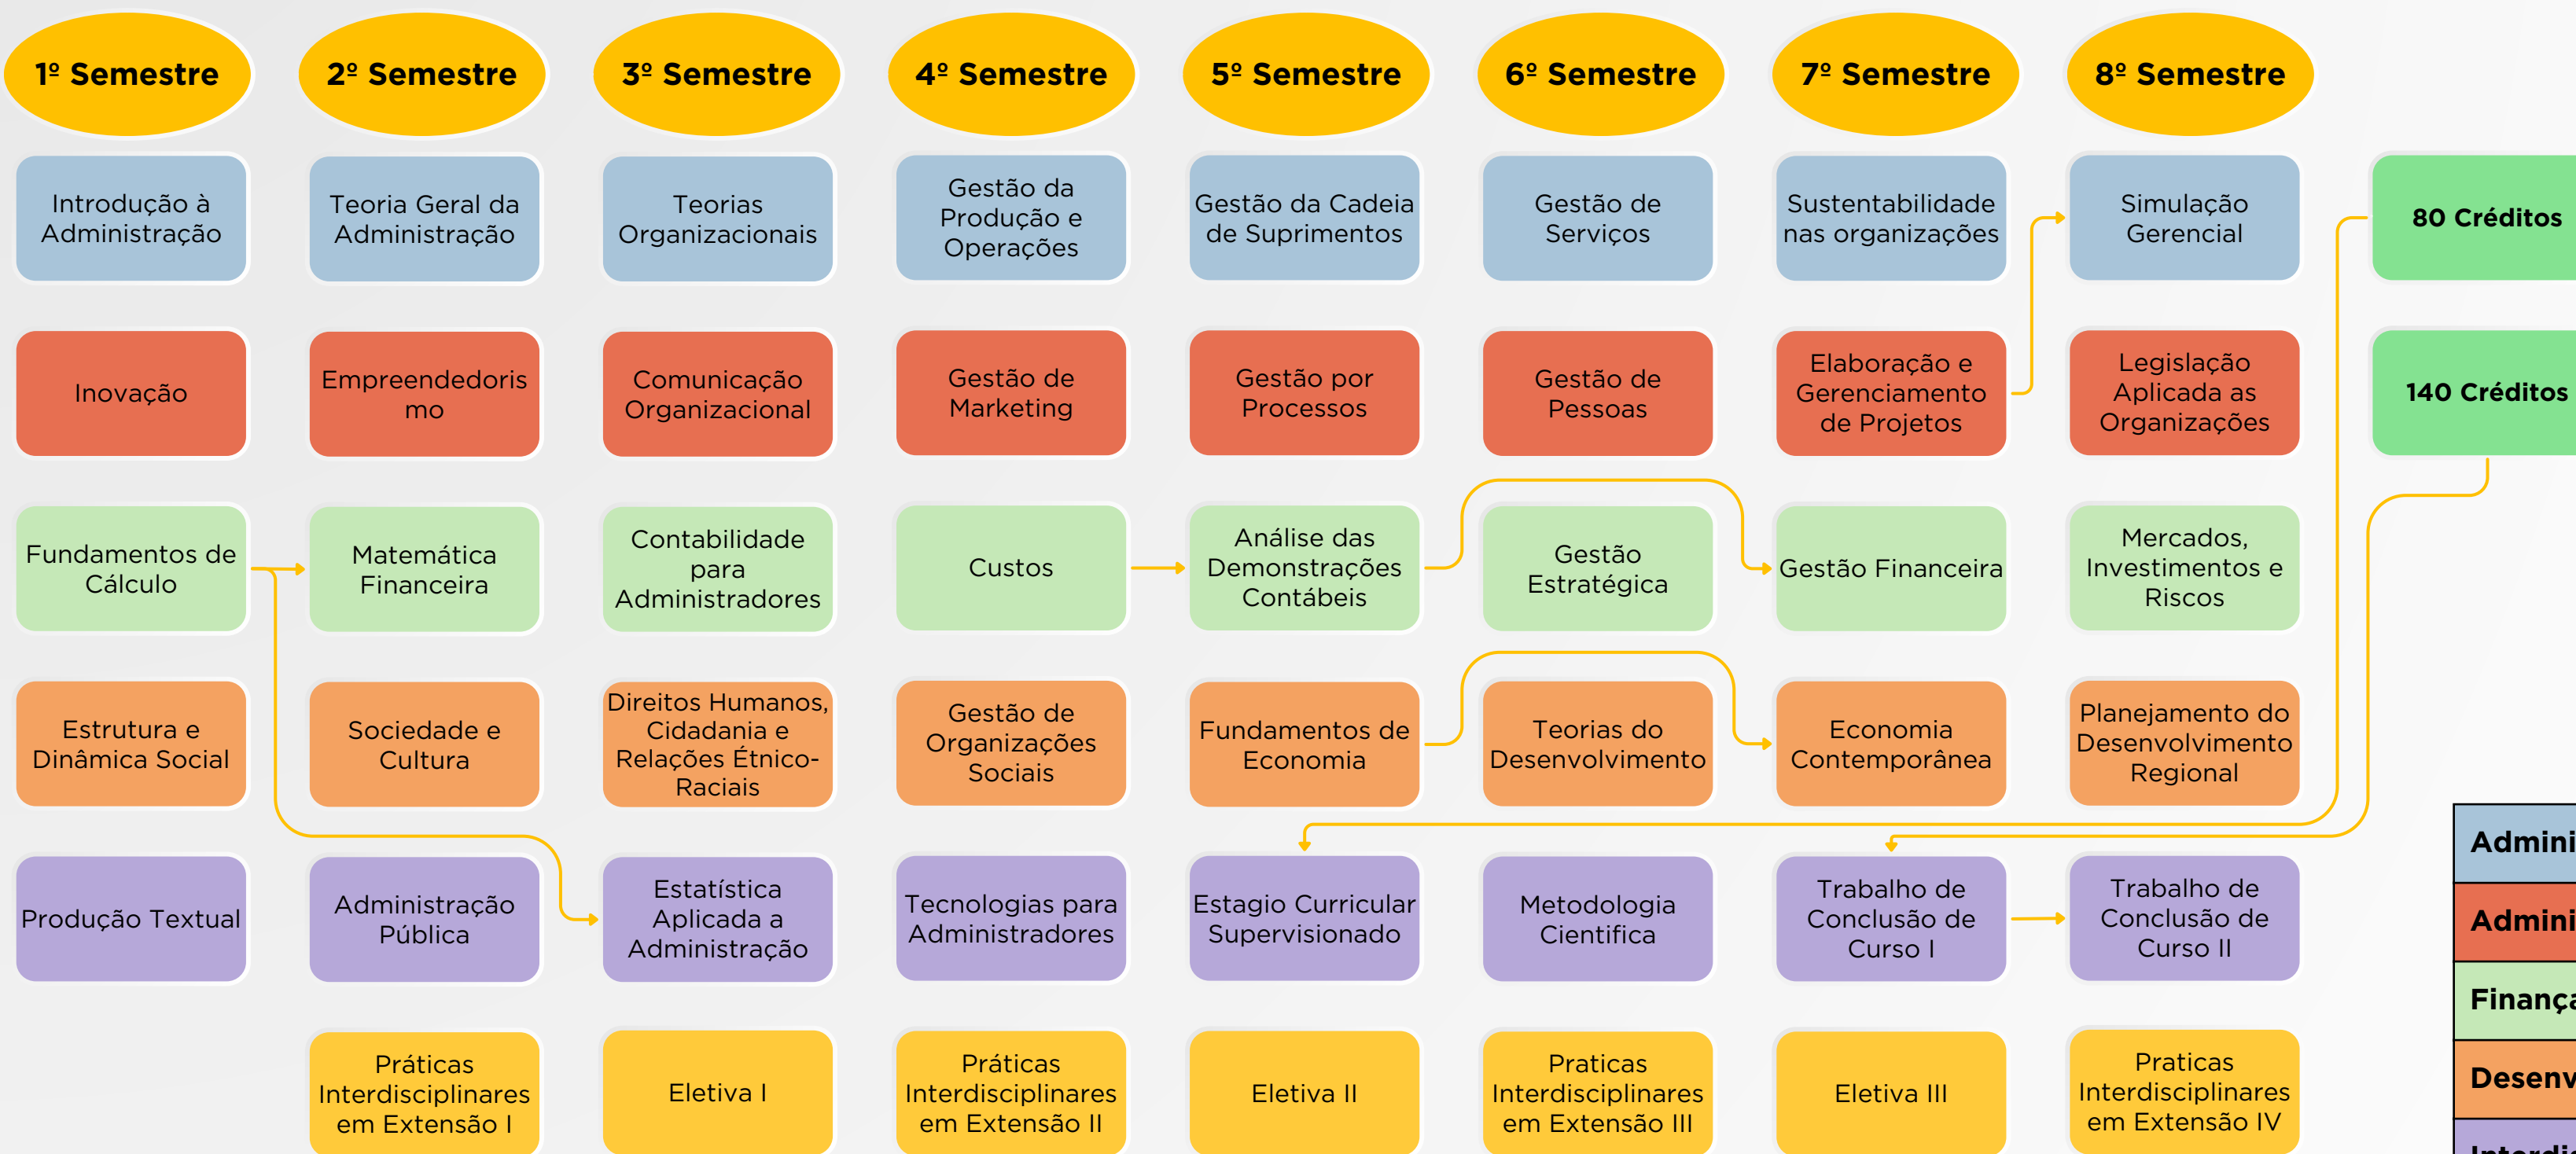 1º Semestre
2º Semestre
3º Semestre
4º Semestre
5º Semestre
6º Semestre
7º Semestre
8º Semestre
Introdução à
Administração
Teoria Geral da
Administração
Teorias
Organizacionais
Gestão da
Produção e
Operações
Gestão da Cadeia
de Suprimentos
Gestão de
Serviços
Sustentabilidade
nas organizações
Simulação
Gerencial
80 Créditos
Inovação
Empreendedoris
mo
Comunicação
Organizacional
Gestão de
Marketing
Gestão por
Processos
Gestão de
Pessoas
Elaboração e
Gerenciamento
de Projetos
Legislação
Aplicada as
Organizações
140 Créditos
Fundamentos de
Cálculo
Matemática
Financeira
Contabilidade
para
Administradores
Custos
Análise das
Demonstrações
Contábeis
Gestão
Estratégica
Gestão Financeira
Mercados,
Investimentos e
Riscos
Estrutura e
Dinâmica Social
Sociedade e
Cultura
Direitos Humanos,
Cidadania e
Relações Étnico-
Raciais
Gestão de
Organizações
Sociais
Fundamentos de
Economia
Teorias do
Desenvolvimento
Economia
Contemporânea
Planejamento do
Desenvolvimento
Regional
Produção Textual
Administração
Pública
Estatística
Aplicada a
Administração
Tecnologias para
Administradores
Estagio Curricular
Supervisionado
Metodologia
Cientifica
Trabalho de
Conclusão de
Curso I
Trabalho de
Conclusão de
Curso II
Práticas
Interdisciplinares
em Extensão I
Eletiva I
Práticas
Interdisciplinares
em Extensão II
Eletiva II
Praticas
Interdisciplinares
em Extensão III
Eletiva III
Praticas
Interdisciplinares
em Extensão IV